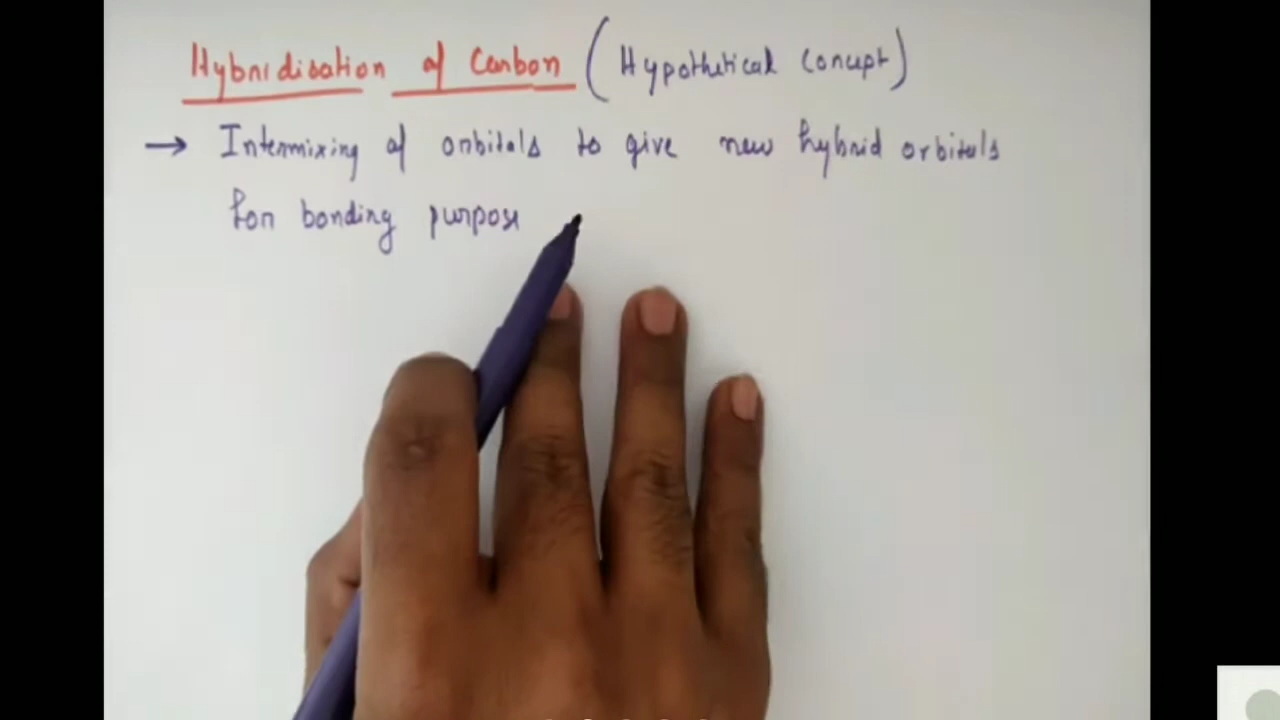 Hybridisation of Carbon (Hypothetical concept)
→ Intermixing of orbitals to give new hybrid orbitals
for bonding purpose